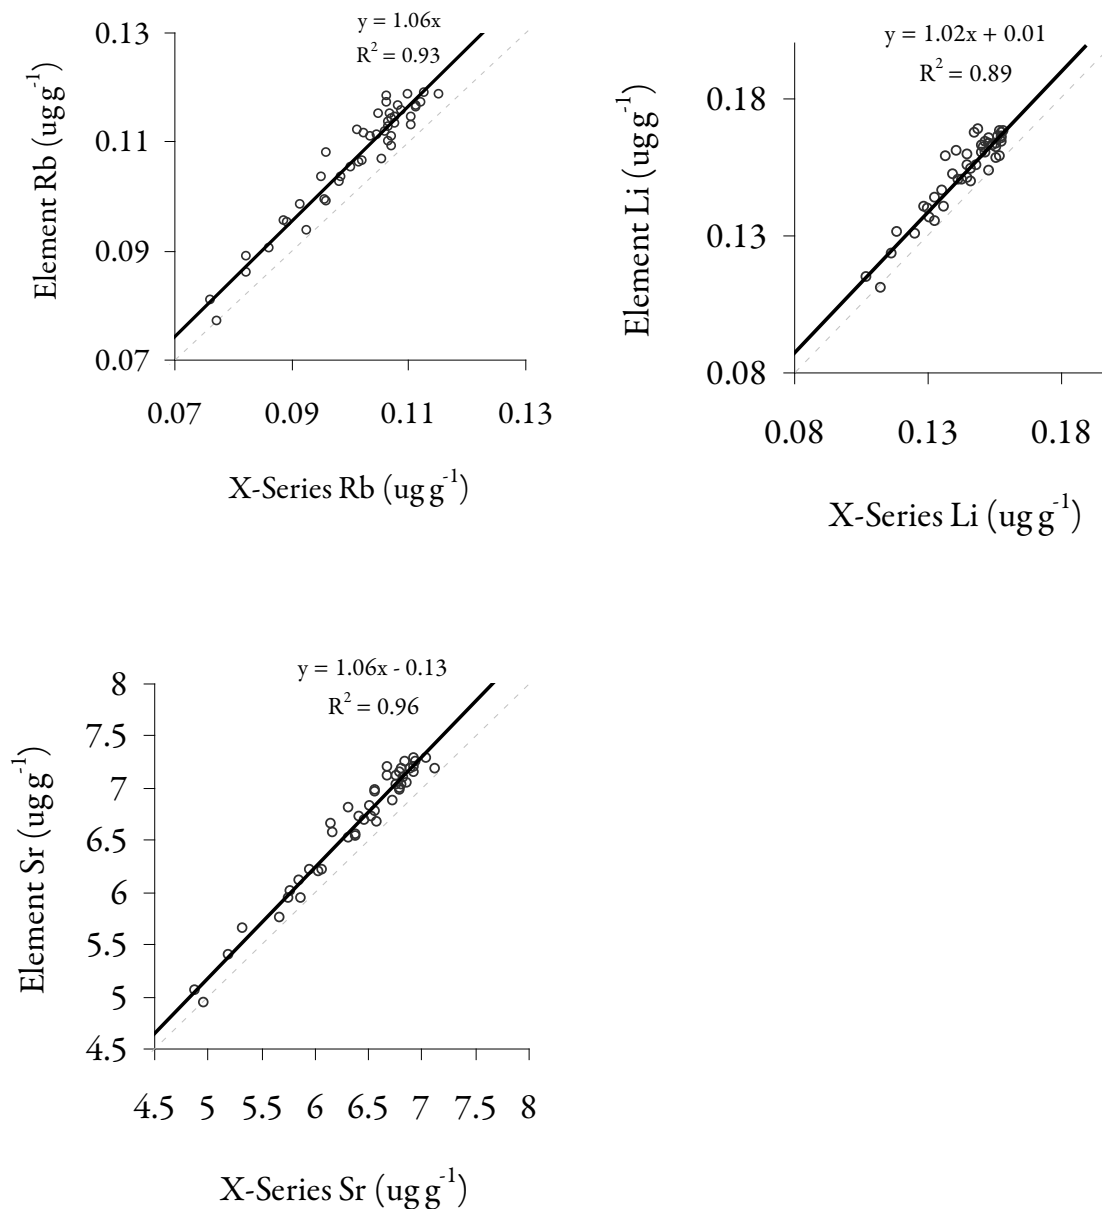 y = 1.06x
R² = 0.93
0.13
0.11
0.09
0.07
Element Rb (ug g⁻¹)
0.07 0.09 0.11 0.13
X-Series Rb (ug g⁻¹)
y = 1.02x + 0.01
R² = 0.89
0.18
0.13
0.08
Element Li (ug g⁻¹)
0.08 0.13 0.18
X-Series Li (ug g⁻¹)
y = 1.06x - 0.13
R² = 0.96
8
7.5
7
6.5
6
5.5
5
4.5
Element Sr (ug g⁻¹)
4.5 5 5.5 6 6.5 7 7.5 8
X-Series Sr (ug g⁻¹)